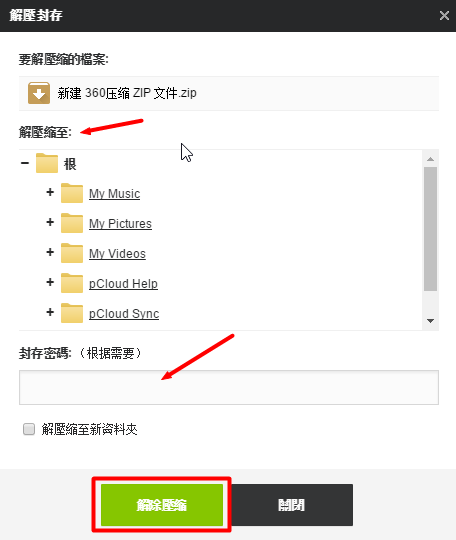 解壓封存
要解壓缩的檔案:
新建 360压缩 ZIP 文件.zip
解壓缩至:
根
My Music
My Pictures
My Videos
pCloud Help
pCloud Sync
封存密碼: （根据需要）
解壓縮至新資料夾
解除壓縮
關閉